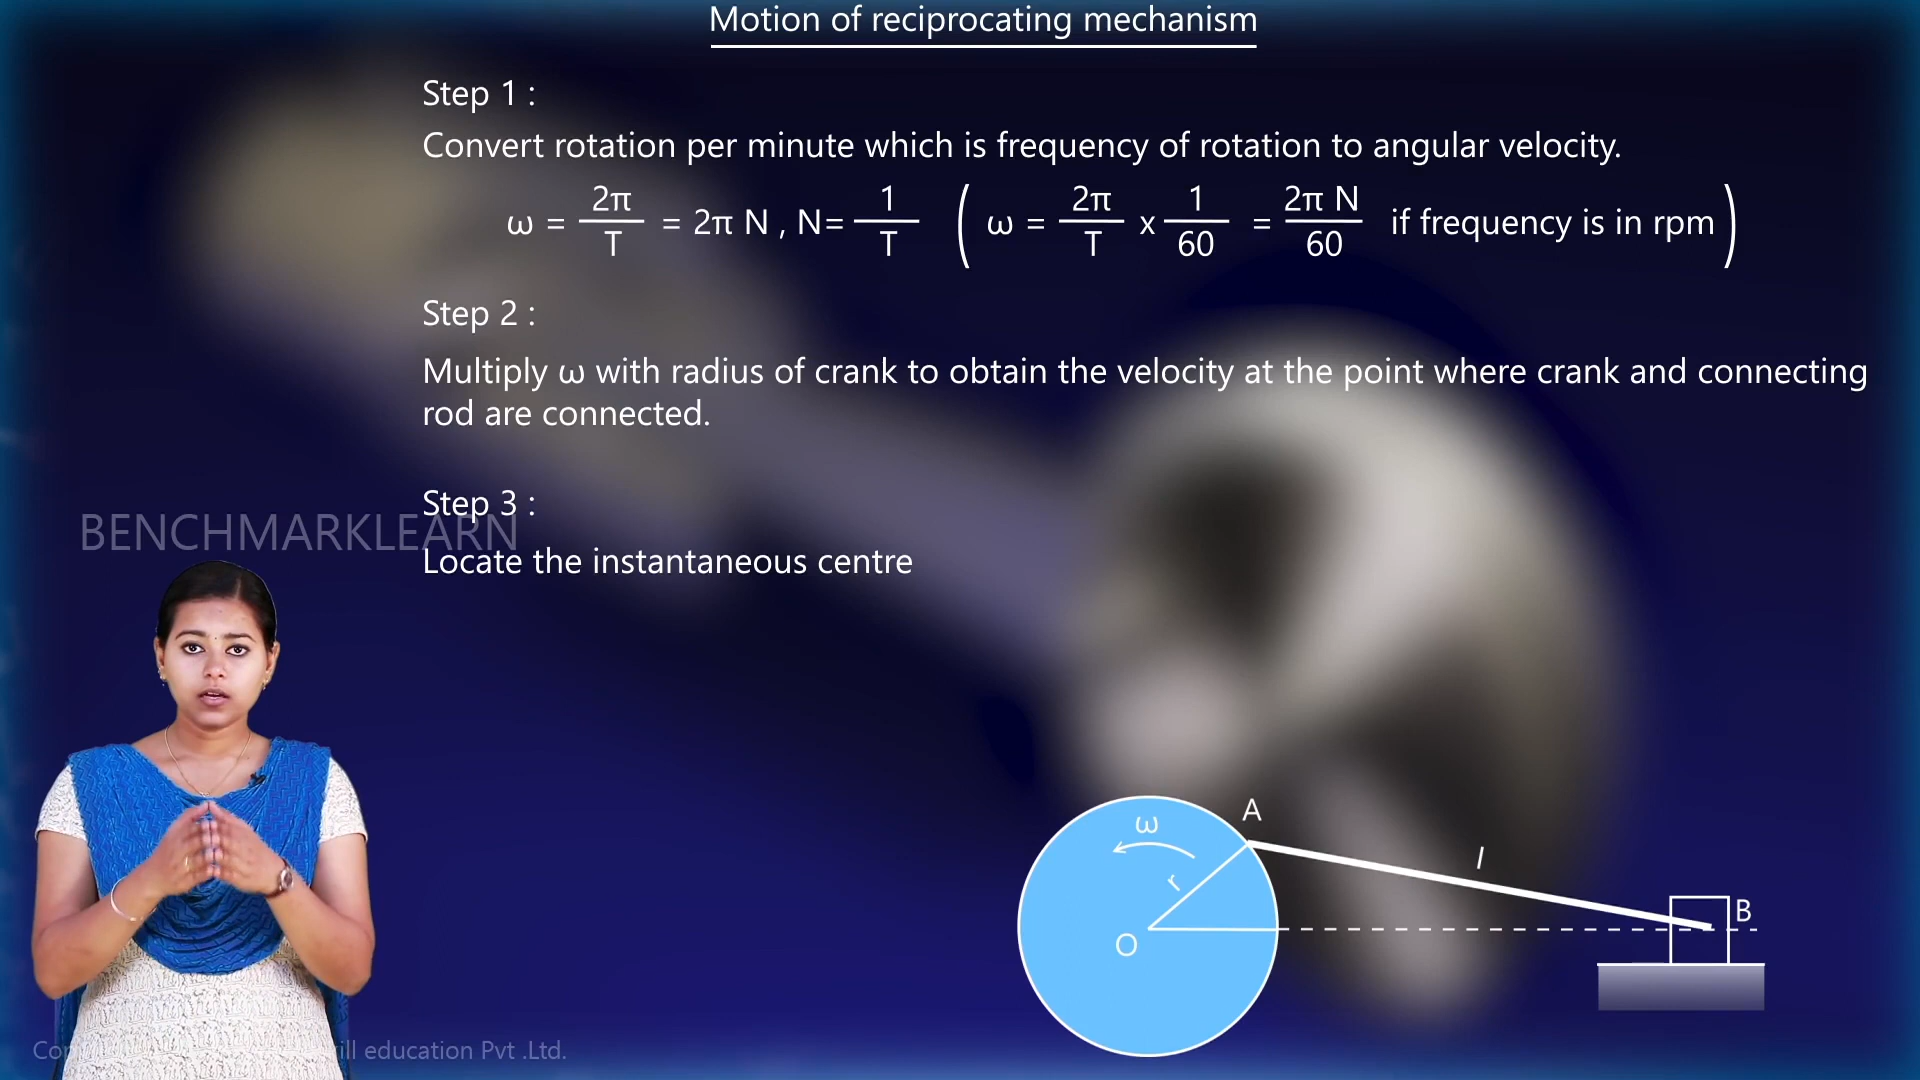 Motion of reciprocating mechanism
Step 1 :
Convert rotation per minute which is frequency of rotation to angular velocity.
ω = 2π/T = 2π N , N= 1/T ( ω = 2π/T x 1/60 = 2π N/60 if frequency is in rpm )
Step 2 :
Multiply ω with radius of crank to obtain the velocity at the point where crank and connecting
rod are connected.
Step 3 :
BENCHMARKLEARN
Locate the instantaneous centre
A
ω
l
r
B
O
education Pvt .Ltd.